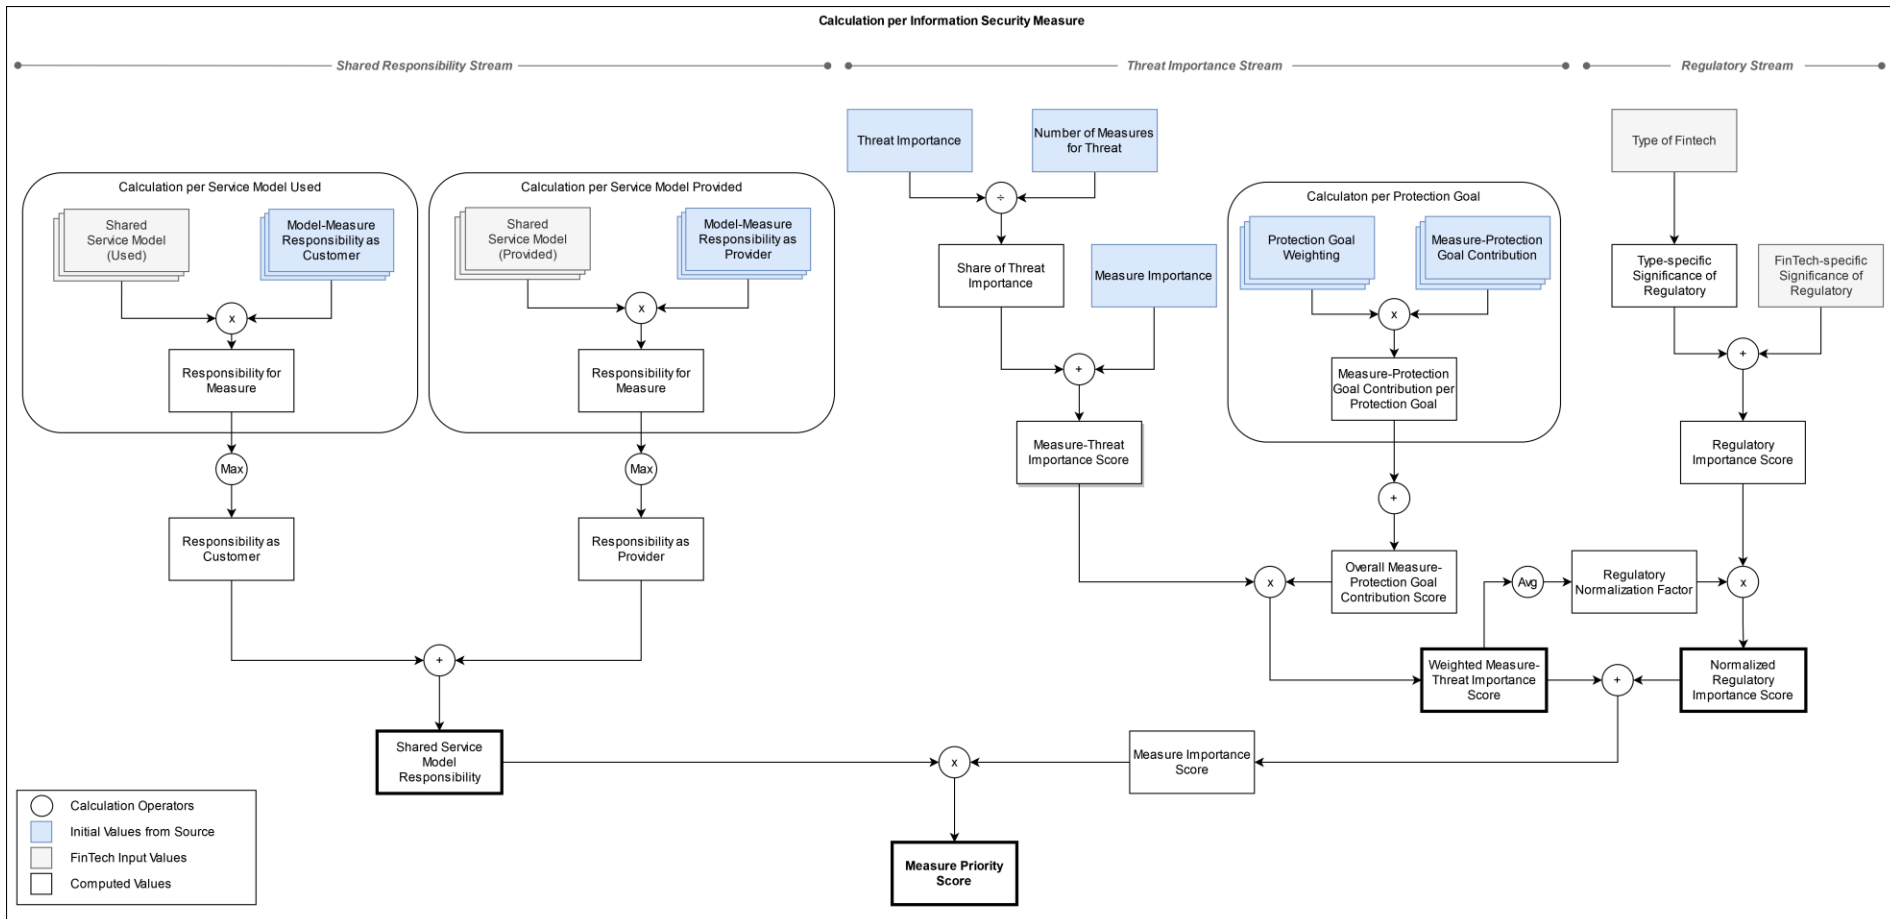 Calculation per Information Security Measure
Shared Responsibility Stream
Threat Importance Stream
Regulatory Stream
Threat Importance
Number of Measures
for Threat
Type of Fintech
Calculation per Service Model Used
Shared
Service Model
(Used)
Model-Measure
Responsibility as
Customer
x
Responsibility for
Measure
Max
Responsibility as
Customer
Calculation per Service Model Provided
Shared
Service Model
(Provided)
Model-Measure
Responsibility as
Provider
x
Responsibility for
Measure
Max
Responsibility as
Provider
+
Shared Service
Model
Responsibility
÷
Share of Threat
Importance
Measure Importance
+
Measure-Threat
Importance Score
Calculaton per Protection Goal
Protection Goal
Weighting
Measure-Protection
Goal Contribution
x
Measure-Protection
Goal Contribution per
Protection Goal
+
Overall Measure-
Protection Goal
Contribution Score
x
Weighted Measure-
Threat Importance
Score
Type-specific
Significance of
Regulatory
FinTech-specific
Significance of
Regulatory
+
Regulatory
Importance Score
Avg
Regulatory
Normalization Factor
x
Normalized
Regulatory
Importance Score
+
Measure Importance
Score
x
Measure Priority
Score
Calculation Operators
Initial Values from Source
FinTech Input Values
Computed Values